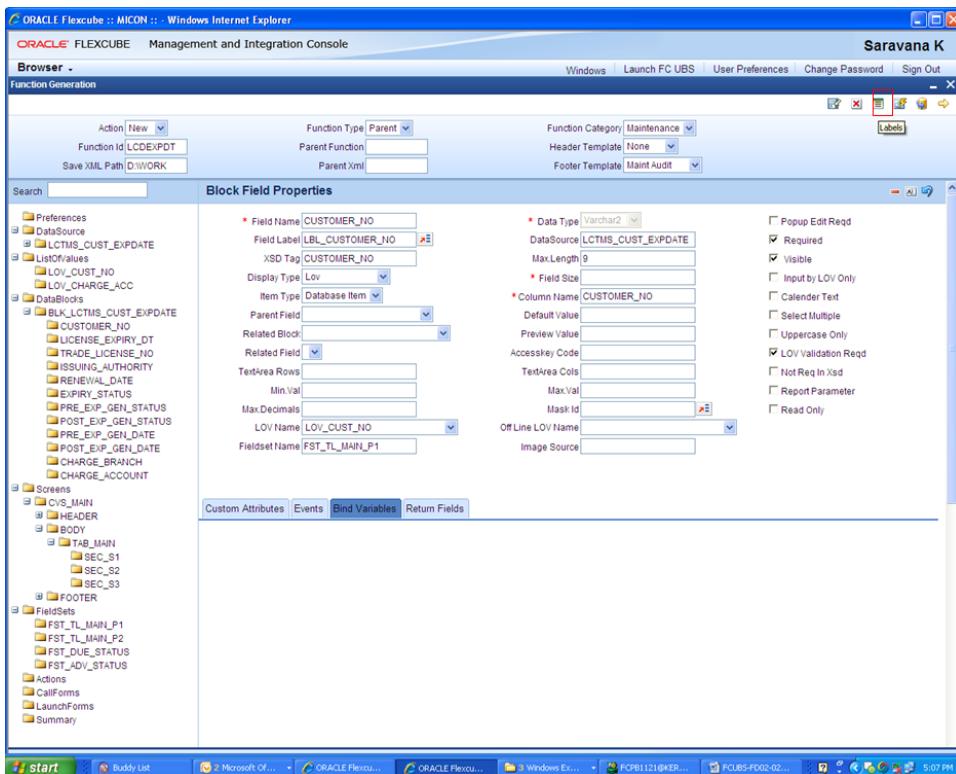 ORACLE Flexcube :: MICON :: - Windows Internet Explorer
ORACLE FLEXCUBE Management and Integration Console
Saravana K
Browser
Windows Launch FC UBS User Preferences Change Password Sign Out
Function Generation
Labels
Action New Function Type Parent Function Category Maintenance
Function Id LCDEXPDT Parent Function Header Template None
Save XML Path D:\WORK Parent Xml Footer Template Maint Audit
Search
Preferences
DataSource
LCTMS_CUST_EXPDATE
ListOfValues
LOV_CUST_NO
LOV_CHARGE_ACC
DataBlocks
BLK_LCTMS_CUST_EXPDATE
CUSTOMER_NO
LICENSE_EXPIRY_DT
TRADE_LICENSE_NO
ISSUING_AUTHORITY
RENEWAL_DATE
EXPIRY_STATUS
PRE_EXP_GEN_STATUS
POST_EXP_GEN_STATUS
PRE_EXP_GEN_DATE
POST_EXP_GEN_DATE
CHARGE_BRANCH
CHARGE_ACCOUNT
Screens
CVS_MAIN
HEADER
BODY
TAB_MAIN
SEC_S1
SEC_S2
SEC_S3
FOOTER
FieldSets
FST_TL_MAIN_P1
FST_TL_MAIN_P2
FST_DUE_STATUS
FST_ADV_STATUS
Actions
CallForms
LaunchForms
Summary
Block Field Properties
* Field Name CUSTOMER_NO * Data Type Varchar2 Popup Edit Reqd
Field Label LBL_CUSTOMER_NO DataSource LCTMS_CUST_EXPDATE Required
XSD Tag CUSTOMER_NO Max.Length 9 Visible
Display Type Lov * Field Size Input by LOV Only
Item Type Database Item * Column Name CUSTOMER_NO Calender Text
Parent Field Default Value Select Multiple
Related Block Preview Value Uppercase Only
Related Field Accesskey Code LOV Validation Reqd
TextArea Rows TextArea Cols Not Req In Xsd
Min.Val Max.Val Report Parameter
Max.Decimals Mask Id Read Only
LOV Name LOV_CUST_NO Off Line LOV Name
Fieldset Name FST_TL_MAIN_P1 Image Source
Custom Attributes Events Bind Variables Return Fields
start Buddy List 2 Microsoft Of... ORACLE Flexcu... ORACLE Flexcu... 3 Windows Ex... FCPB1121@KER... FCUBS-FD02-02... 5:07 PM